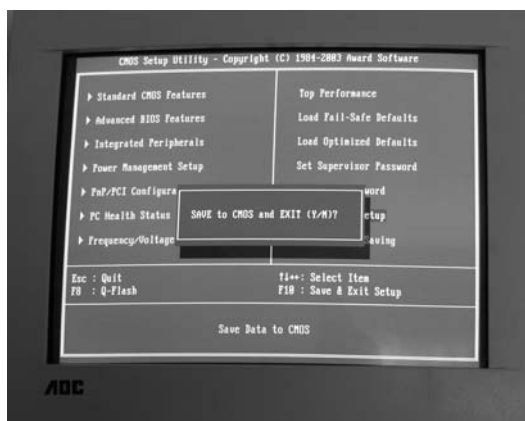 CMOS Setup Utility - Copyright (C) 1984-2003 Award Software
▶ Standard CMOS Features
▶ Advanced BIOS Features
▶ Integrated Peripherals
▶ Power Management Setup
▶ PnP/PCI Configura
▶ PC Health Status
▶ Frequency/Voltage
Top Performance
Load Fail-Safe Defaults
Load Optimized Defaults
Set Supervisor Password
word
etup
Saving
SAVE to CMOS and EXIT (Y/N)?
Esc : Quit
F8 : Q-Flash
↑↓→←: Select Item
F10 : Save & Exit Setup
Save Data to CMOS
AOC